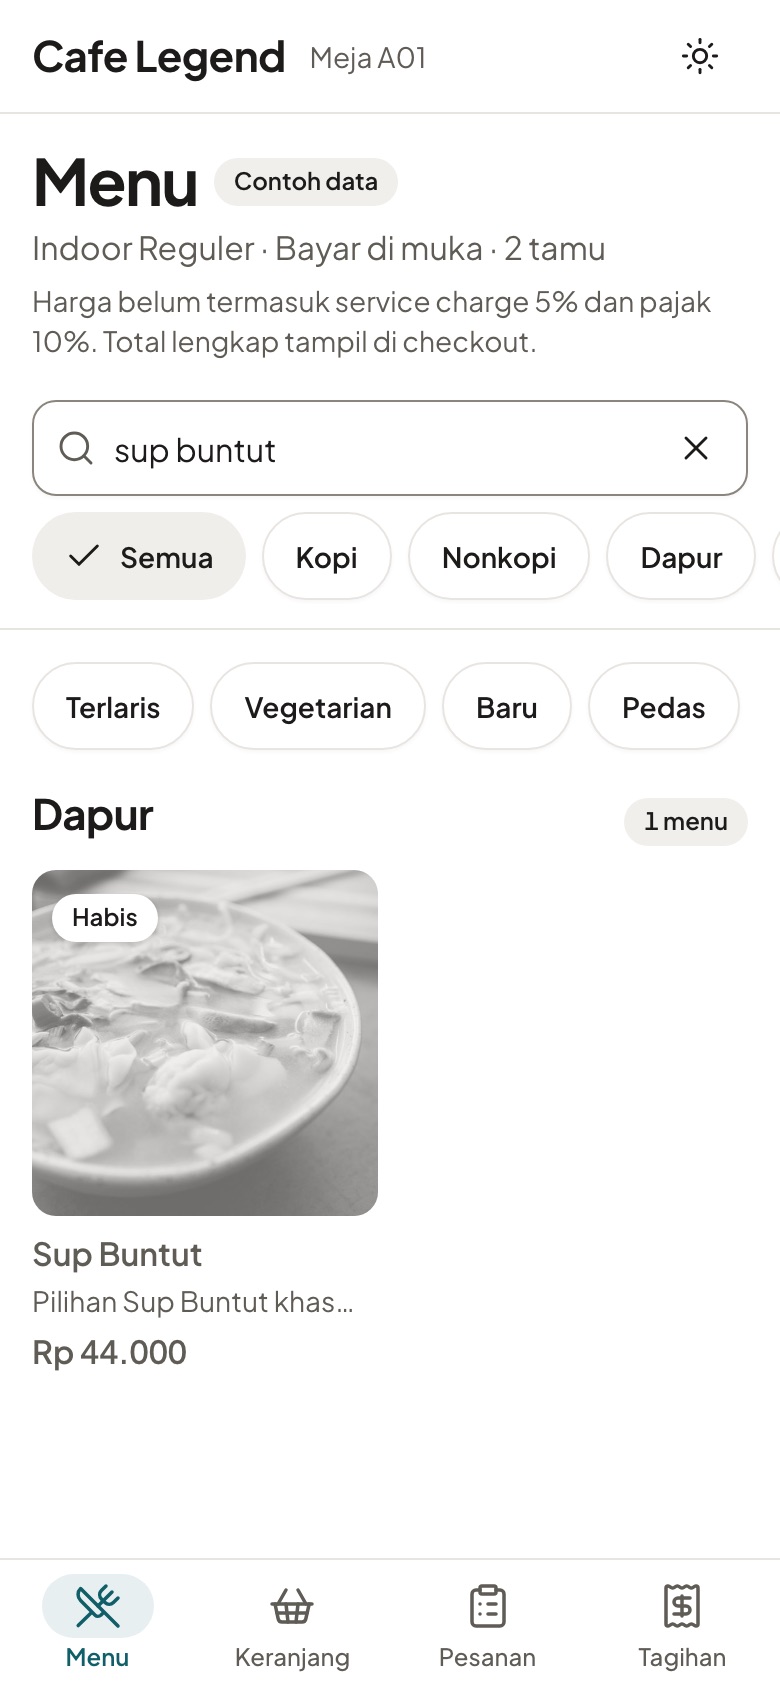 Cafe Legend Meja A01
Menu Contoh data
Indoor Reguler · Bayar di muka · 2 tamu
Harga belum termasuk service charge 5% dan pajak
10%. Total lengkap tampil di checkout.
sup buntut
Semua Kopi Nonkopi Dapur
Terlaris Vegetarian Baru Pedas
Dapur 1 menu
Habis
Sup Buntut
Pilihan Sup Buntut khas...
Rp 44.000
Menu Keranjang Pesanan Tagihan